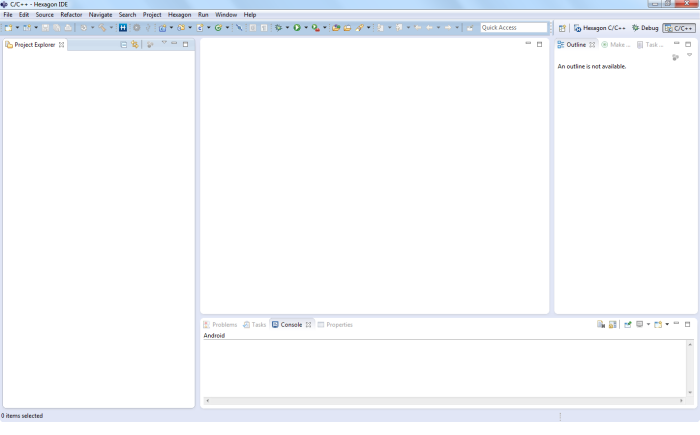 C/C++ - Hexagon IDE
File Edit Source Refactor Navigate Search Project Hexagon Run Window Help
Quick Access
Hexagon C/C++ Debug C/C++
Project Explorer
Outline Make ... Task ...
An outline is not available.
Problems Tasks Console Properties
Android
0 items selected